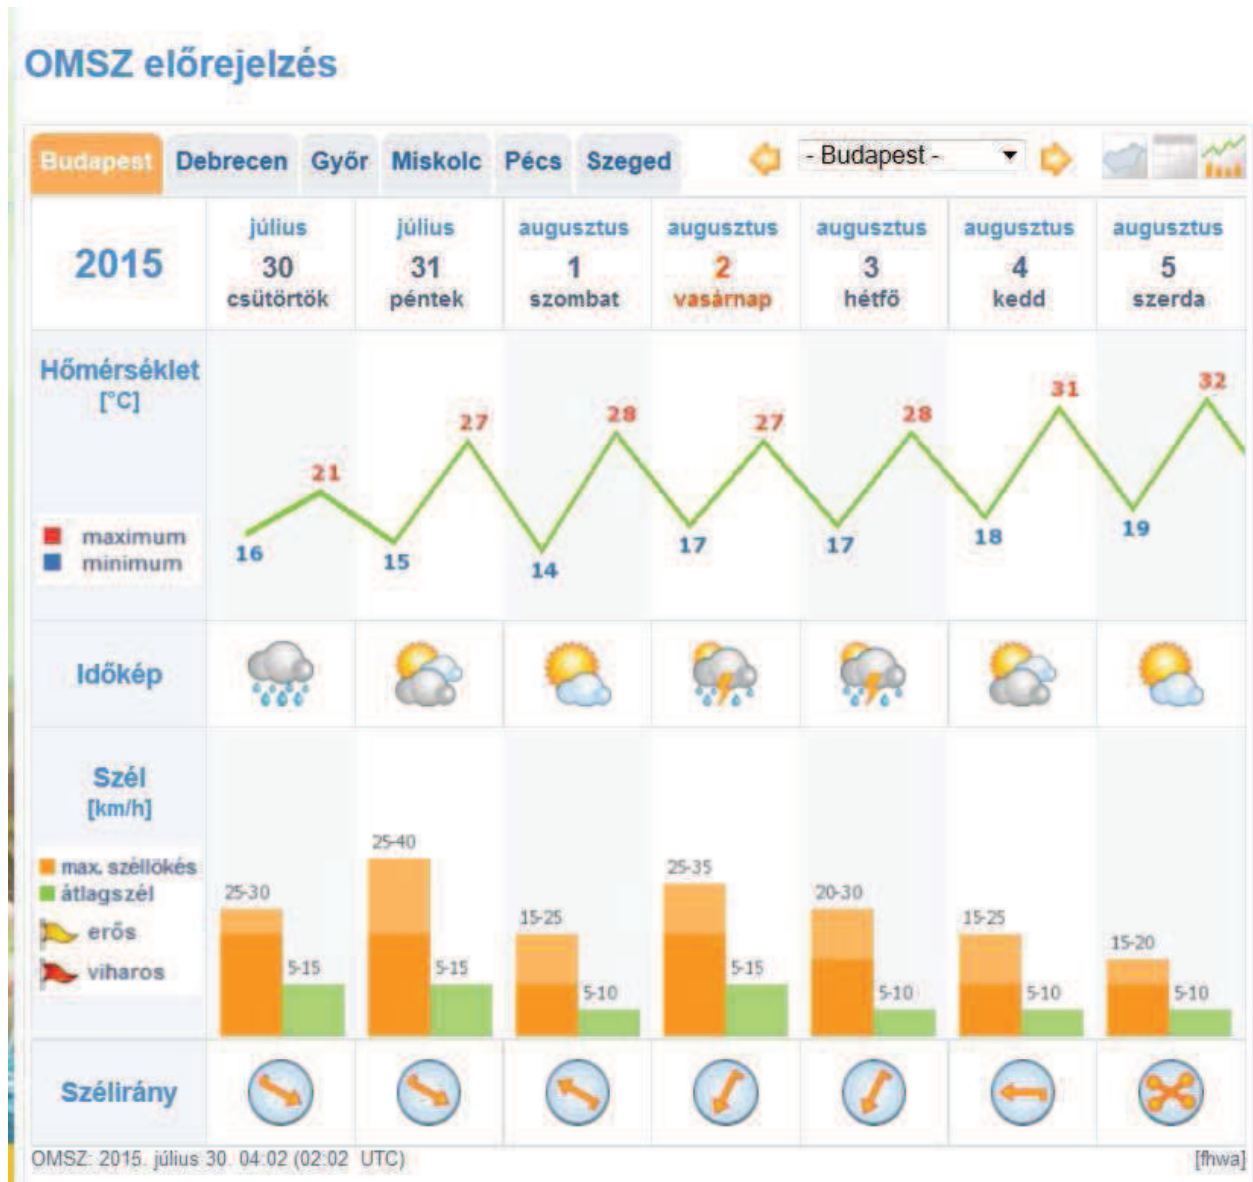 OMSZ előrejelzés
Budapest Debrecen Győr Miskolc Pécs Szeged - Budapest -
2015
július július augusztus augusztus augusztus augusztus augusztus
30 31 1 2 3 4 5
csütörtök péntek szombat vasárnap hétfő kedd szerda
Hőmérséklet
[°C]
maximum
minimum
21 27 28 27 28 31 32
16 15 14 17 17 18 19
Időkép
Szél
[km/h]
max. széllökés
átlagszél
erős
viharos
25-30 25-40 15-25 25-35 20-30 15-25 15-20
5-15 5-15 5-10 5-15 5-10 5-10 5-10
Szélirány
OMSZ: 2015. július 30. 04:02 (02:02 UTC) [fhwa]